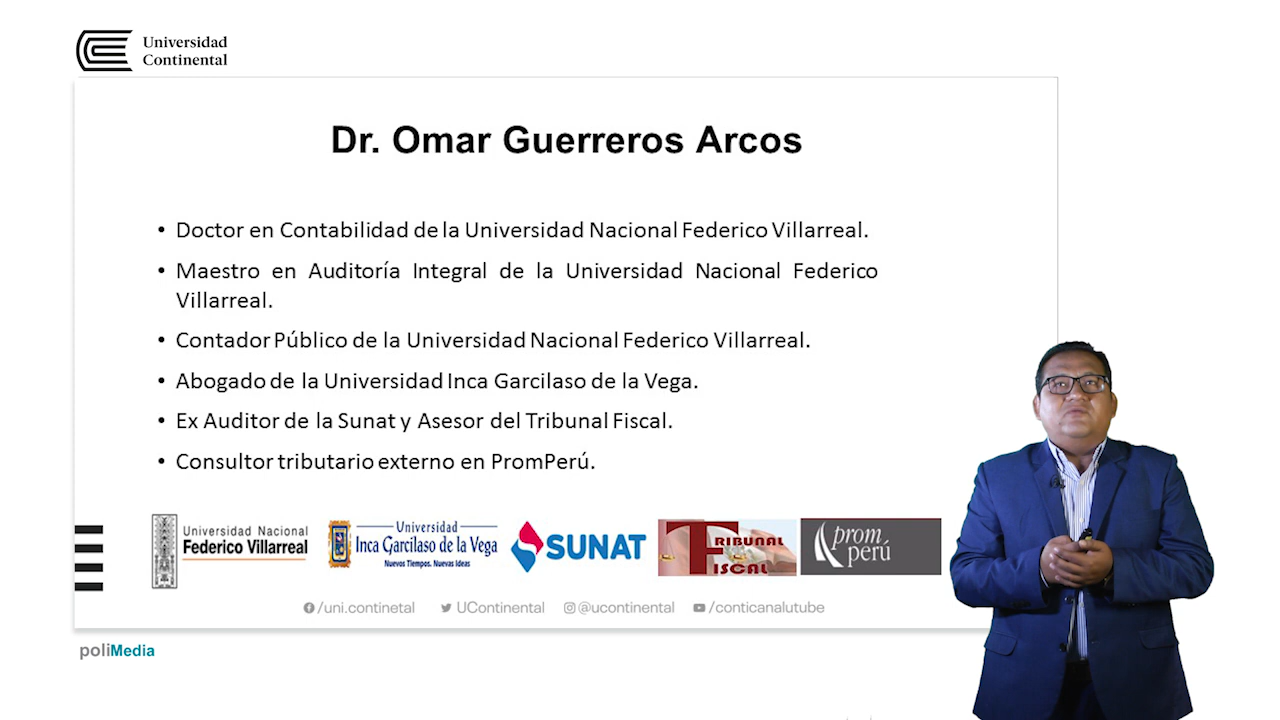 Universidad
Continental
Dr. Omar Guerreros Arcos
• Doctor en Contabilidad de la Universidad Nacional Federico Villarreal.
• Maestro en Auditoría Integral de la Universidad Nacional Federico
Villarreal.
• Contador Público de la Universidad Nacional Federico Villarreal.
• Abogado de la Universidad Inca Garcilaso de la Vega.
• Ex Auditor de la Sunat y Asesor del Tribunal Fiscal.
• Consultor tributario externo en PromPerú.
Universidad Nacional
Federico Villarreal
Universidad
Inca Garcilaso de la Vega
Nuevos Tiempos. Nuevas Ideas
SUNAT
TRIBUNAL
FISCAL
prom
perú
/uni.continetal
UContinental
@ucontinental
/conticanalutube
poliMedia